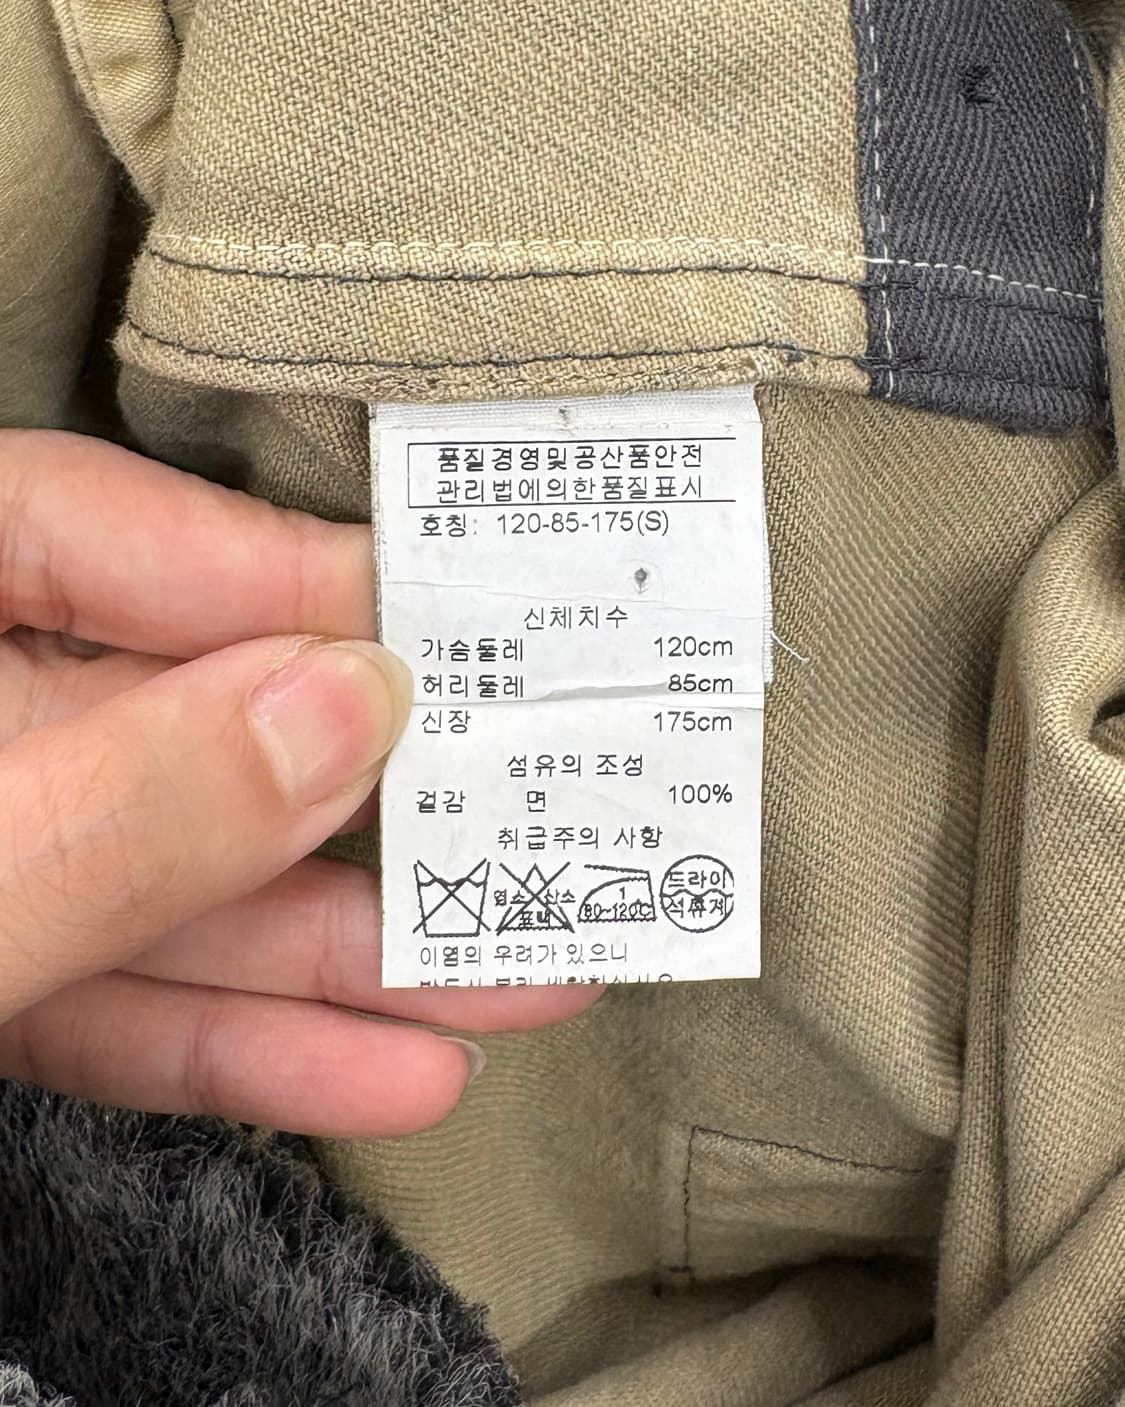 품질경영및공산품안전
관리법에의한품질표시
호칭: 120-85-175(S)
신체치수
가슴둘레 120cm
허리둘레 85cm
신장 175cm
섬유의 조성
겉감 면 100%
취급주의 사항
염소 산소
표백
1
80~120℃
드라이
석유계
이염의 우려가 있으니